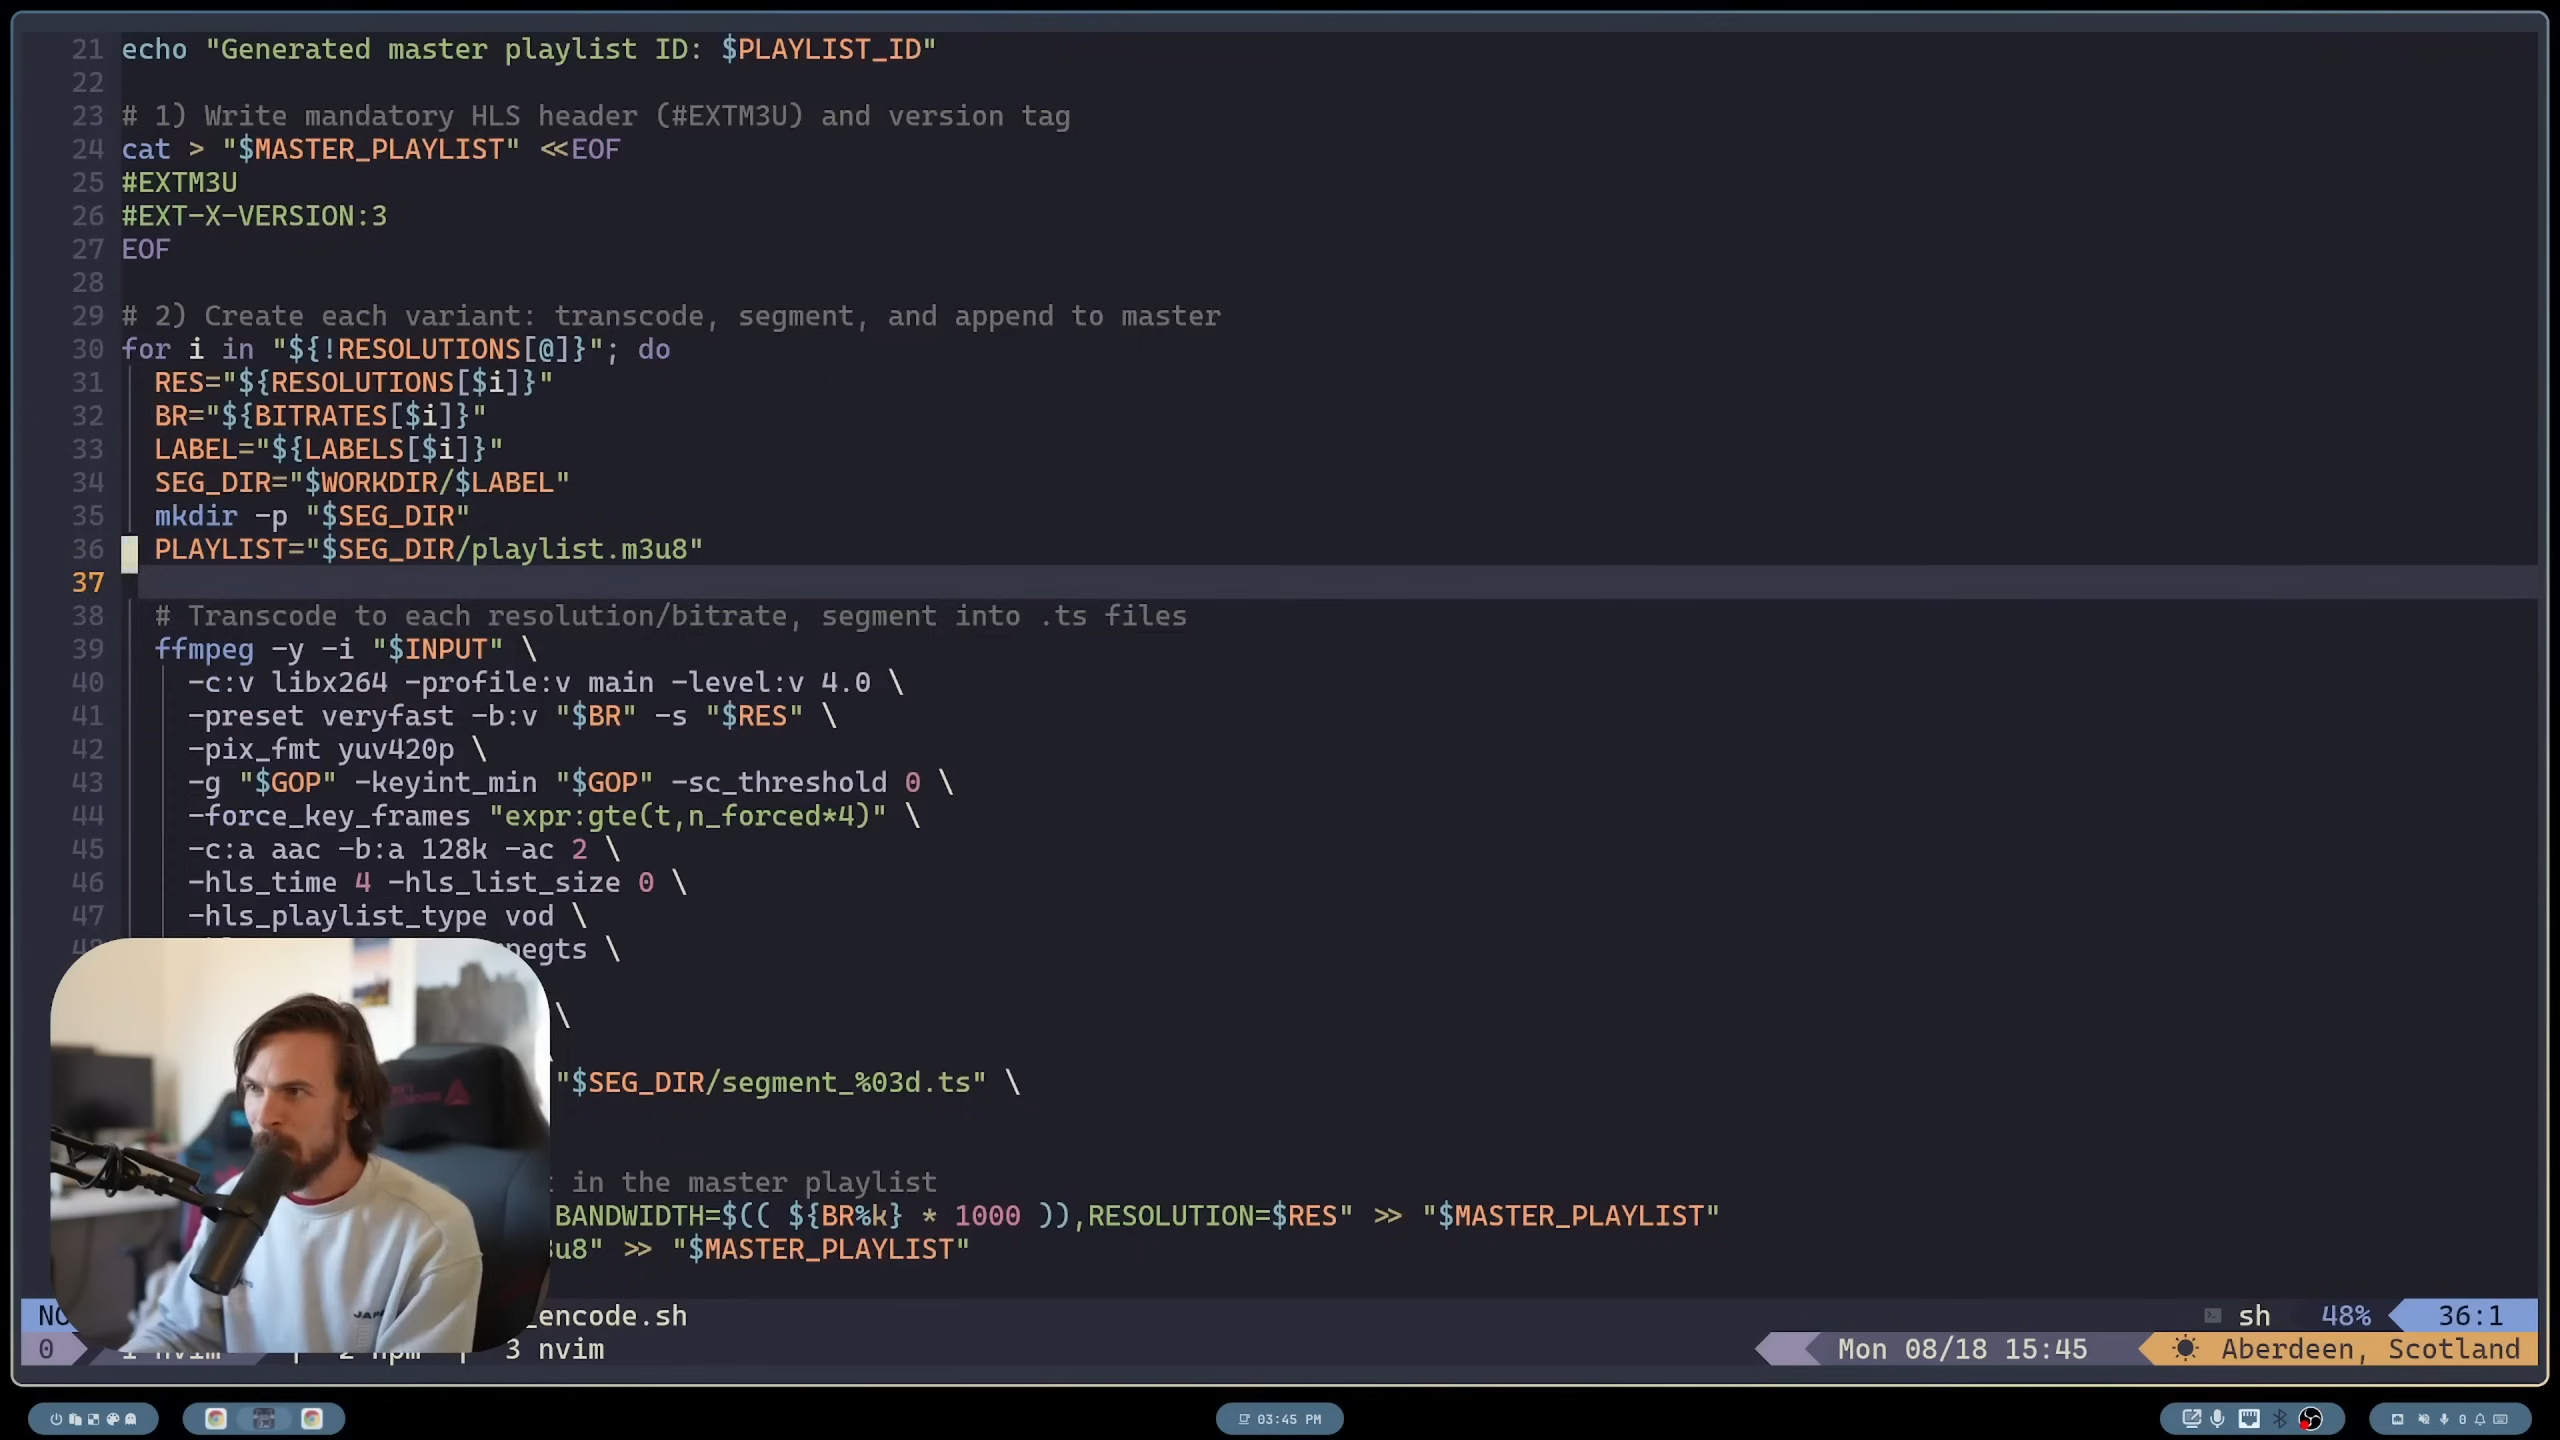 21 echo "Generated master playlist ID: $PLAYLIST_ID"
22
23 # 1) Write mandatory HLS header (#EXTM3U) and version tag
24 cat > "$MASTER_PLAYLIST" <<EOF
25 #EXTM3U
26 #EXT-X-VERSION:3
27 EOF
28
29 # 2) Create each variant: transcode, segment, and append to master
30 for i in "${!RESOLUTIONS[@]}"; do
31 RES="${RESOLUTIONS[$i]}"
32 BR="${BITRATES[$i]}"
33 LABEL="${LABELS[$i]}"
34 SEG_DIR="$WORKDIR/$LABEL"
35 mkdir -p "$SEG_DIR"
36 PLAYLIST="$SEG_DIR/playlist.m3u8"
37
38 # Transcode to each resolution/bitrate, segment into .ts files
39 ffmpeg -y -i "$INPUT" \
40 -c:v libx264 -profile:v main -level:v 4.0 \
41 -preset veryfast -b:v "$BR" -s "$RES" \
42 -pix_fmt yuv420p \
43 -g "$GOP" -keyint_min "$GOP" -sc_threshold 0 \
44 -force_key_frames "expr:gte(t,n_forced*4)" \
45 -c:a aac -b:a 128k -ac 2 \
46 -hls_time 4 -hls_list_size 0 \
47 -hls_playlist_type vod \
\
\
"$SEG_DIR/segment_%03d.ts" \
in the master playlist
BANDWIDTH=$(( ${BR%k} * 1000 )),RESOLUTION=$RES" >> "$MASTER_PLAYLIST"
u8" >> "$MASTER_PLAYLIST"
_encode.sh sh 48% 36:1
0 3 nvim Mon 08/18 15:45 Aberdeen, Scotland
03:45 PM 0